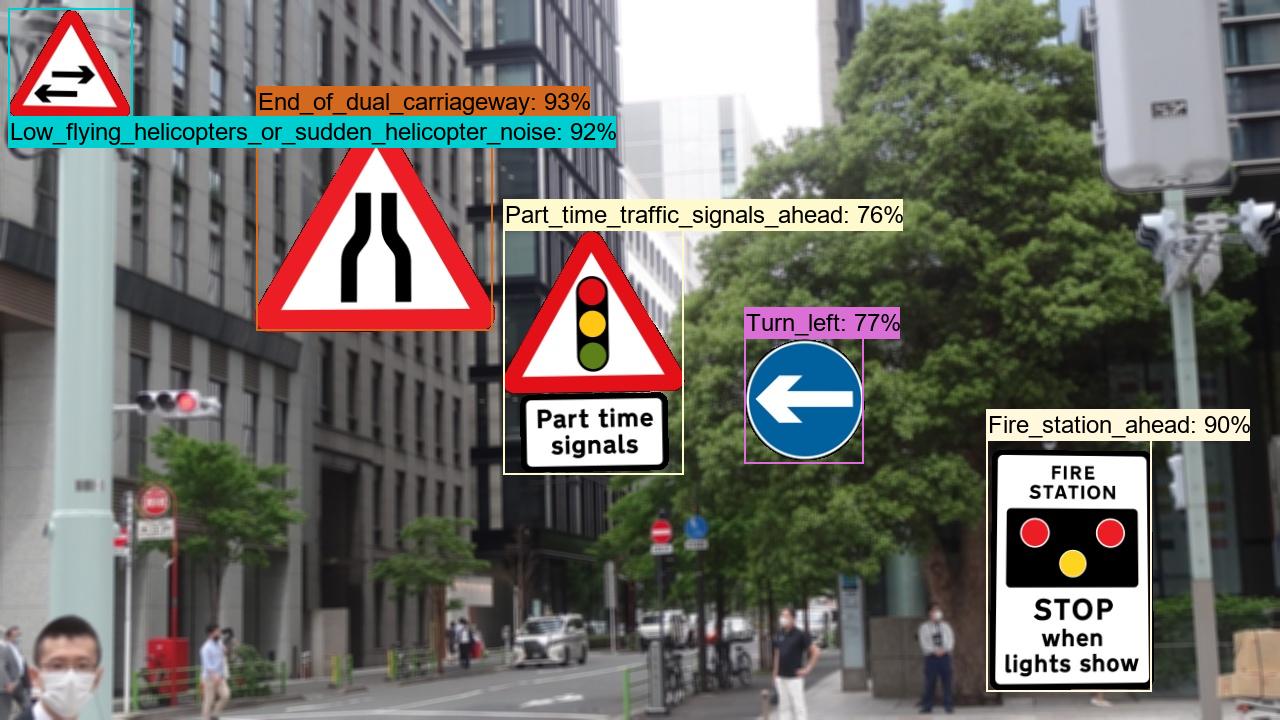 End_of_dual_carriageway: 93%
Low_flying_helicopters_or_sudden_helicopter_noise: 92%
Part_time_traffic_signals_ahead: 76%
Part time
signals
Turn_left: 77%
Fire_station_ahead: 90%
FIRE
STATION
STOP
when
lights show